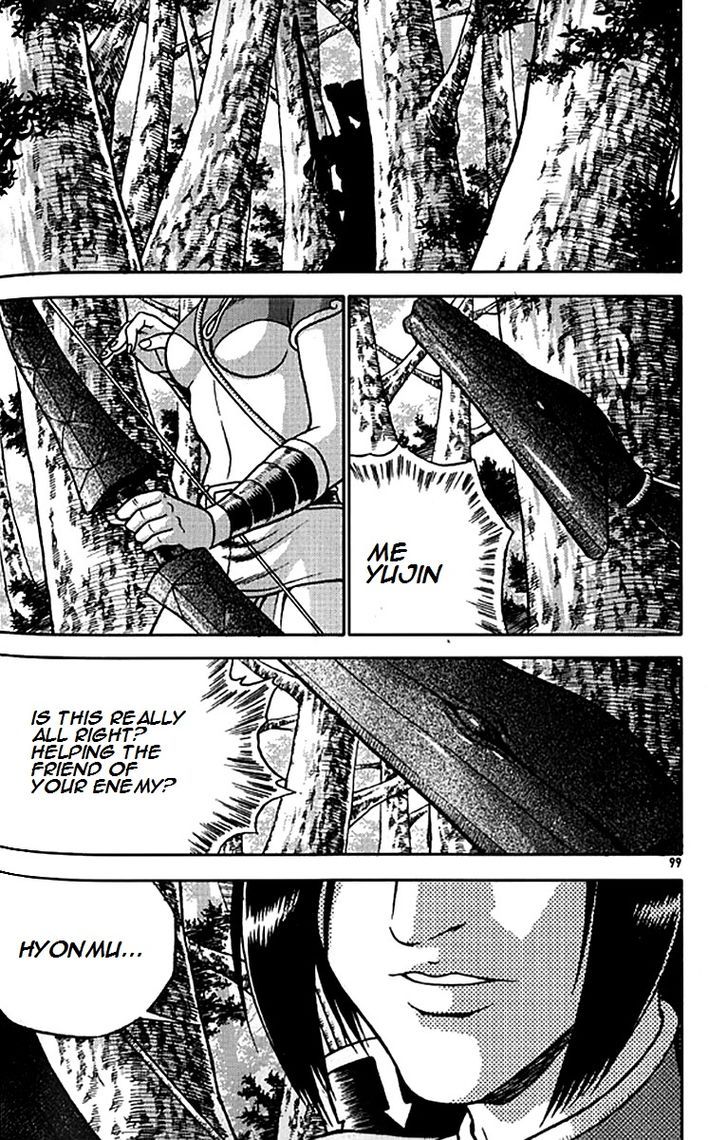 ME
YUJIN
IS THIS REALLY
ALL RIGHT?
HELPING THE
FRIEND OF
YOUR ENEMY?
99
HYONMU...